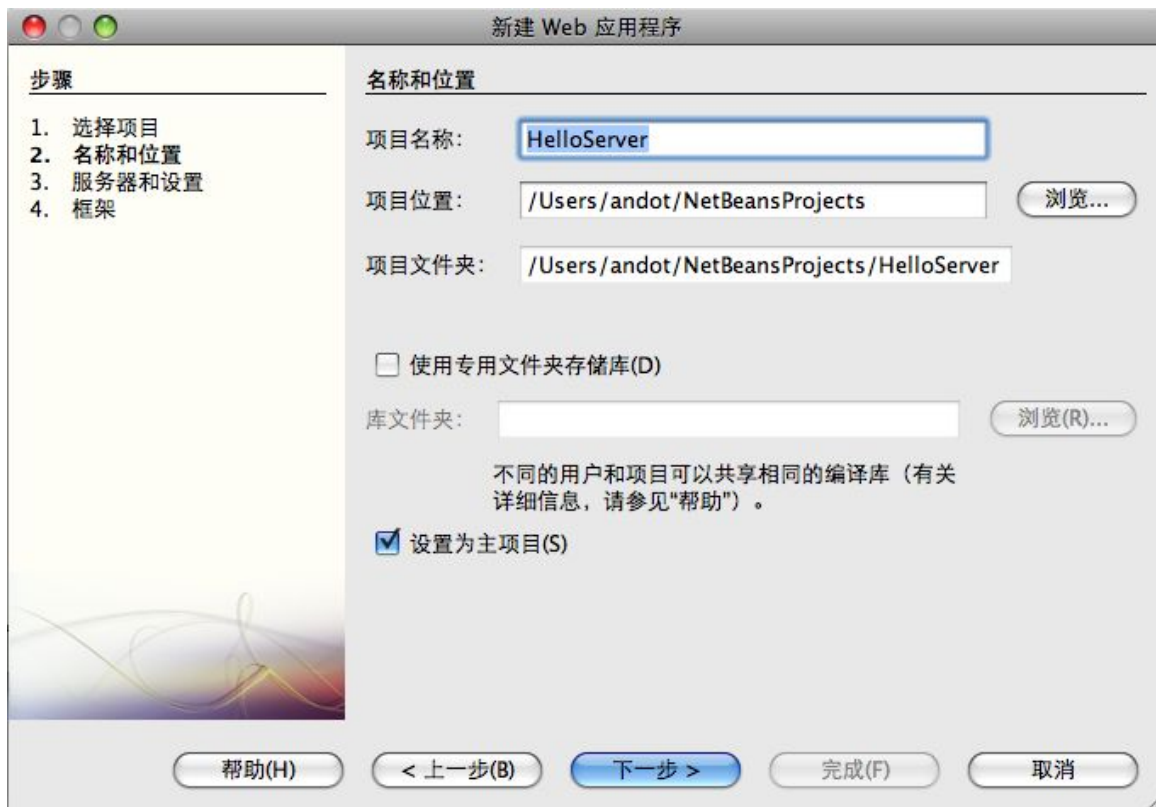 新建 Web 应用程序
步骤
1. 选择项目
2. 名称和位置
3. 服务器和设置
4. 框架
名称和位置
项目名称: HelloServer
项目位置: /Users/andot/NetBeansProjects 浏览...
项目文件夹: /Users/andot/NetBeansProjects/HelloServer
使用专用文件夹存储库(D)
库文件夹: 浏览(R)...
不同的用户和项目可以共享相同的编译库（有关
详细信息，请参见“帮助”）。
设置为主项目(S)
帮助(H) < 上一步(B) 下一步 > 完成(F) 取消